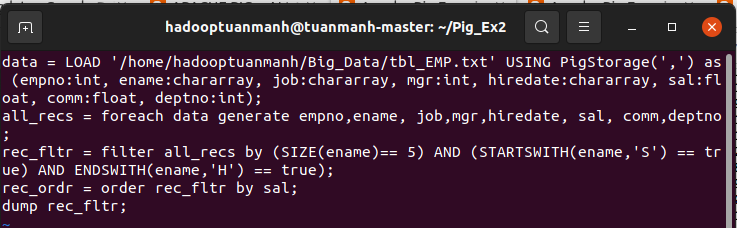 hadooptuanmanh@tuanmanh-master: ~/Pig_Ex2
data = LOAD '/home/hadooptuanmanh/Big_Data/tbl_EMP.txt' USING PigStorage(',') as
(empno:int, ename:chararray, job:chararray, mgr:int, hiredate:chararray, sal:fl
oat, comm:float, deptno:int);
all_recs = foreach data generate empno,ename, job,mgr,hiredate, sal, comm,deptno
;
rec_fltr = filter all_recs by (SIZE(ename)== 5) AND (STARTSWITH(ename,'S') == tr
ue) AND ENDSWITH(ename,'H') == true);
rec_ordr = order rec_fltr by sal;
dump rec_fltr;
~